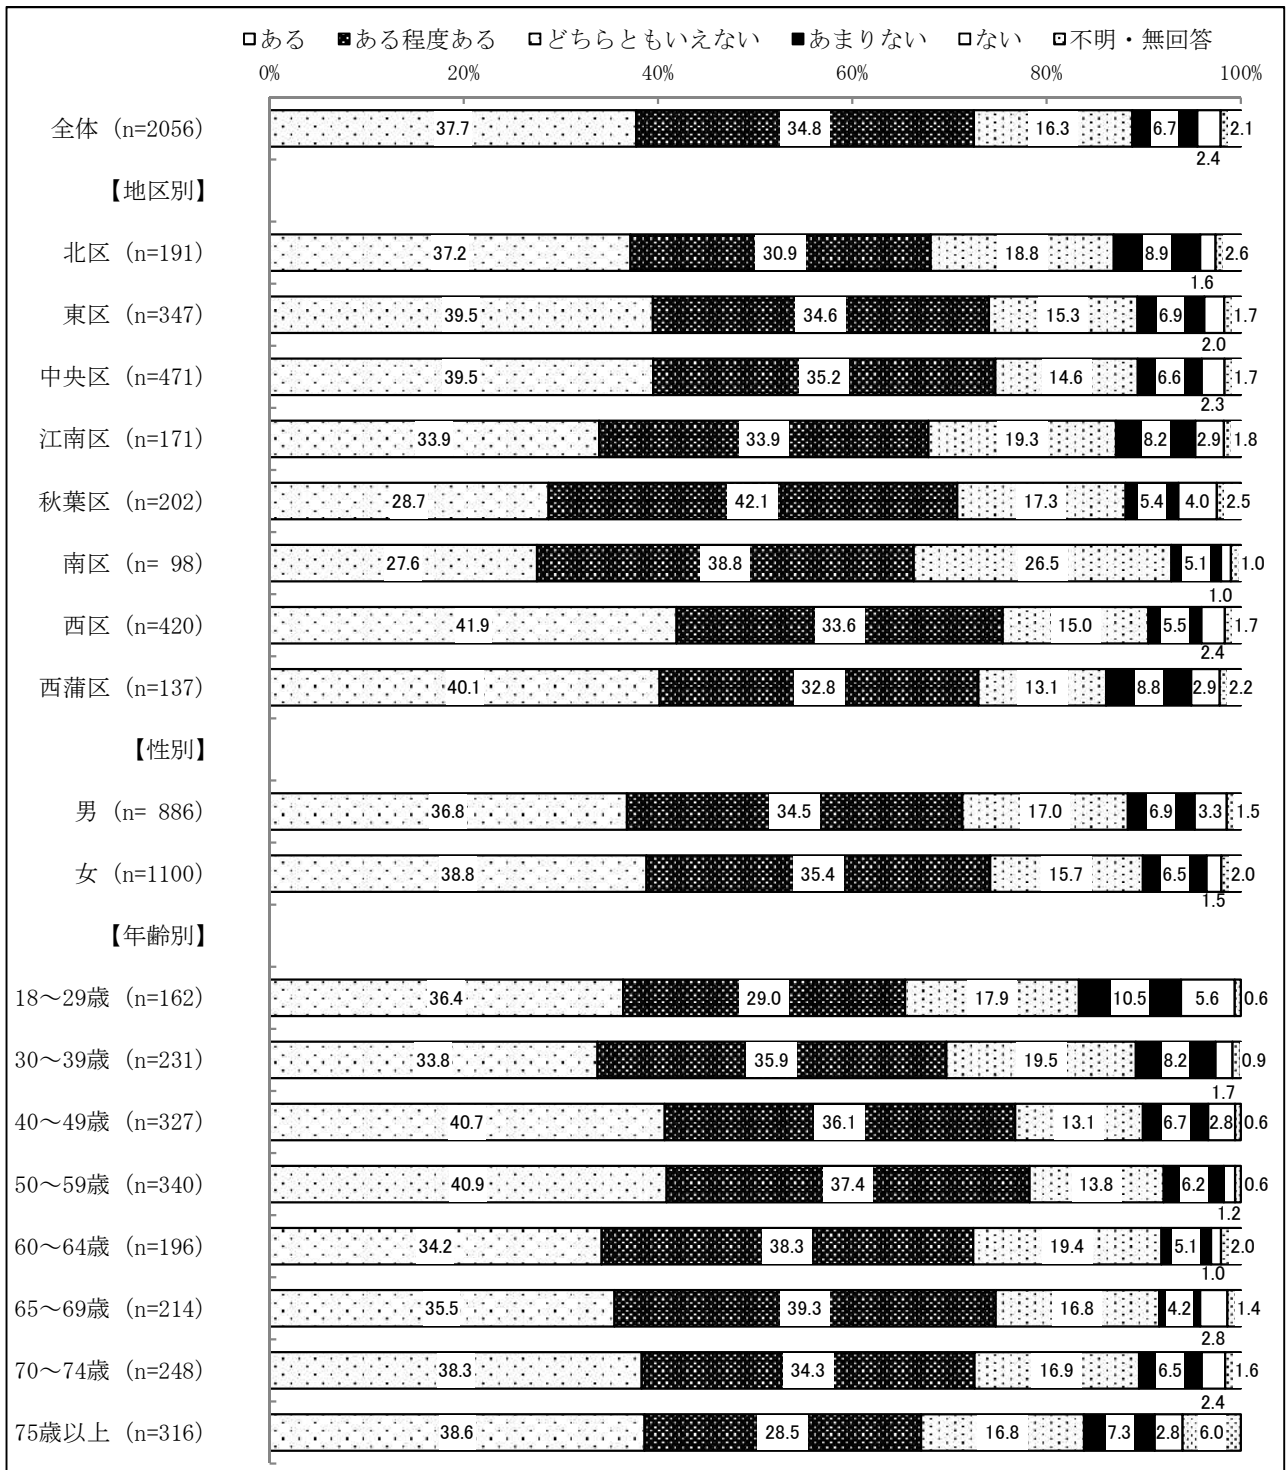 ある ある程度ある どちらともいえない あまりない ない 不明・無回答
0% 20% 40% 60% 80% 100%
全体 (n=2056) 37.7 34.8 16.3 6.7 2.1
2.4
【地区別】
北区 (n=191) 37.2 30.9 18.8 8.9 2.6
1.6
東区 (n=347) 39.5 34.6 15.3 6.9 1.7
2.0
中央区 (n=471) 39.5 35.2 14.6 6.6 1.7
2.3
江南区 (n=171) 33.9 33.9 19.3 8.2 2.9 1.8
秋葉区 (n=202) 28.7 42.1 17.3 5.4 4.0 2.5
南区 (n= 98) 27.6 38.8 26.5 5.1 1.0
1.0
西区 (n=420) 41.9 33.6 15.0 5.5 1.7
2.4
西蒲区 (n=137) 40.1 32.8 13.1 8.8 2.9 2.2
【性別】
男 (n= 886) 36.8 34.5 17.0 6.9 3.3 1.5
女 (n=1100) 38.8 35.4 15.7 6.5 2.0
1.5
【年齢別】
18～29歳 (n=162) 36.4 29.0 17.9 10.5 5.6 0.6
30～39歳 (n=231) 33.8 35.9 19.5 8.2 0.9
1.7
40～49歳 (n=327) 40.7 36.1 13.1 6.7 2.8 0.6
50～59歳 (n=340) 40.9 37.4 13.8 6.2 0.6
1.2
60～64歳 (n=196) 34.2 38.3 19.4 5.1 2.0
1.0
65～69歳 (n=214) 35.5 39.3 16.8 4.2 1.4
2.8
70～74歳 (n=248) 38.3 34.3 16.9 6.5 1.6
2.4
75歳以上 (n=316) 38.6 28.5 16.8 7.3 2.8 6.0